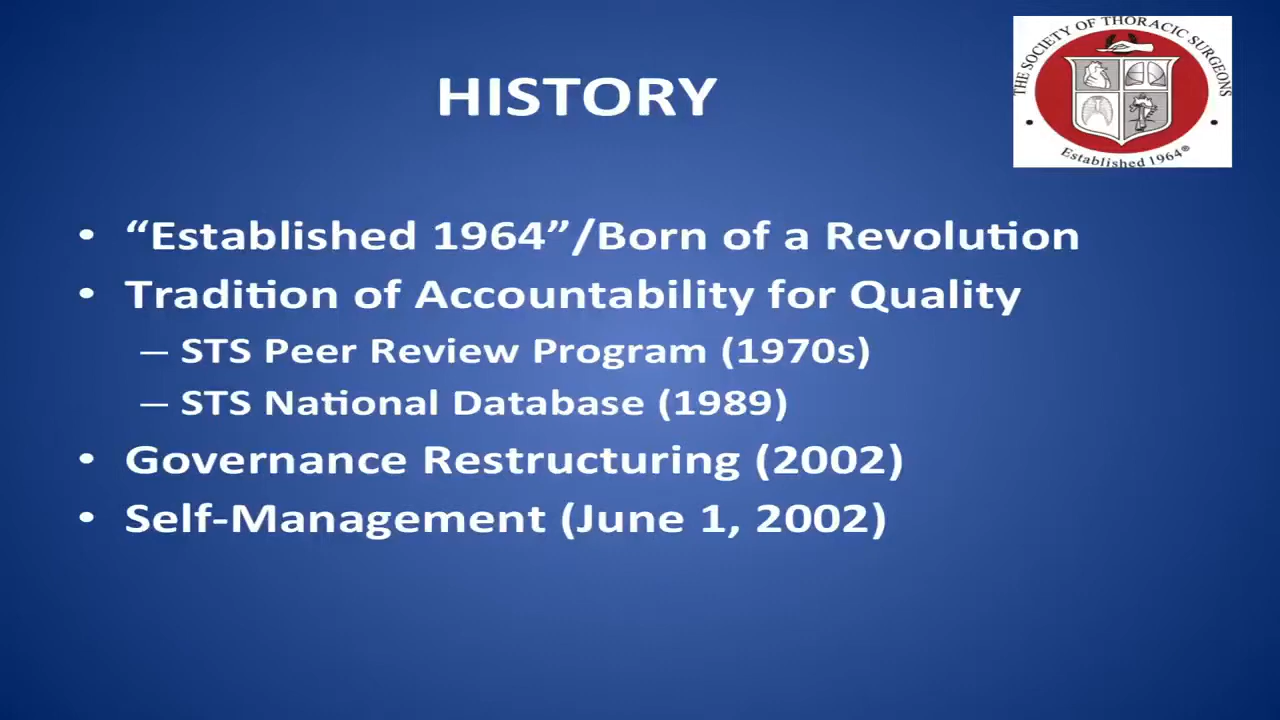 HISTORY
THE SOCIETY OF THORACIC SURGEONS
Established 1964®
• “Established 1964”/Born of a Revolution
• Tradition of Accountability for Quality
– STS Peer Review Program (1970s)
– STS National Database (1989)
• Governance Restructuring (2002)
• Self-Management (June 1, 2002)